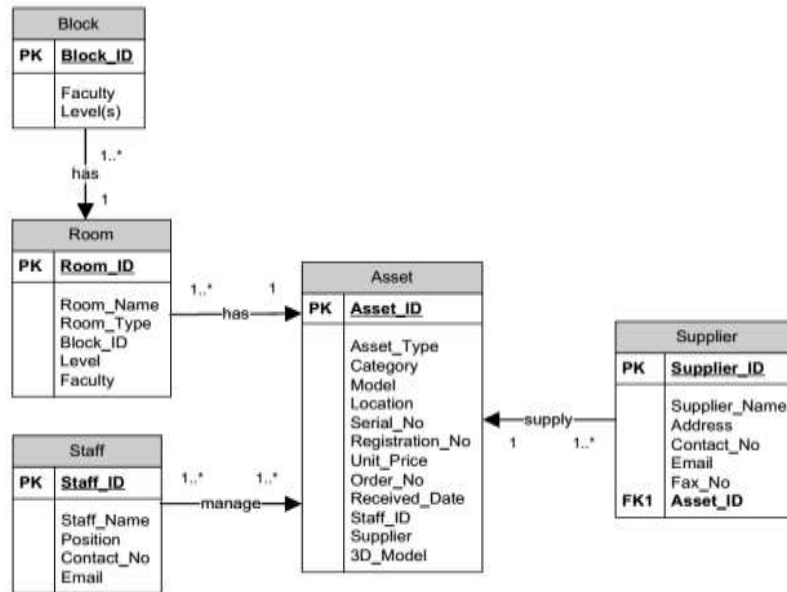 Block
PK Block_ID
Faculty
Level(s)
1..*
has
1
Room
PK Room_ID
Room_Name
Room_Type
Block_ID
Level
Faculty
1..* 1
has
Asset
PK Asset_ID
Asset_Type
Category
Model
Location
Serial_No
Registration_No
Unit_Price
Order_No
Received_Date
Staff_ID
Supplier
3D_Model
Supplier
PK Supplier_ID
Supplier_Name
Address
Contact_No
Email
Fax_No
FK1 Asset_ID
supply
1 1..*
Staff
PK Staff_ID
Staff_Name
Position
Contact_No
Email
1..* 1..*
manage